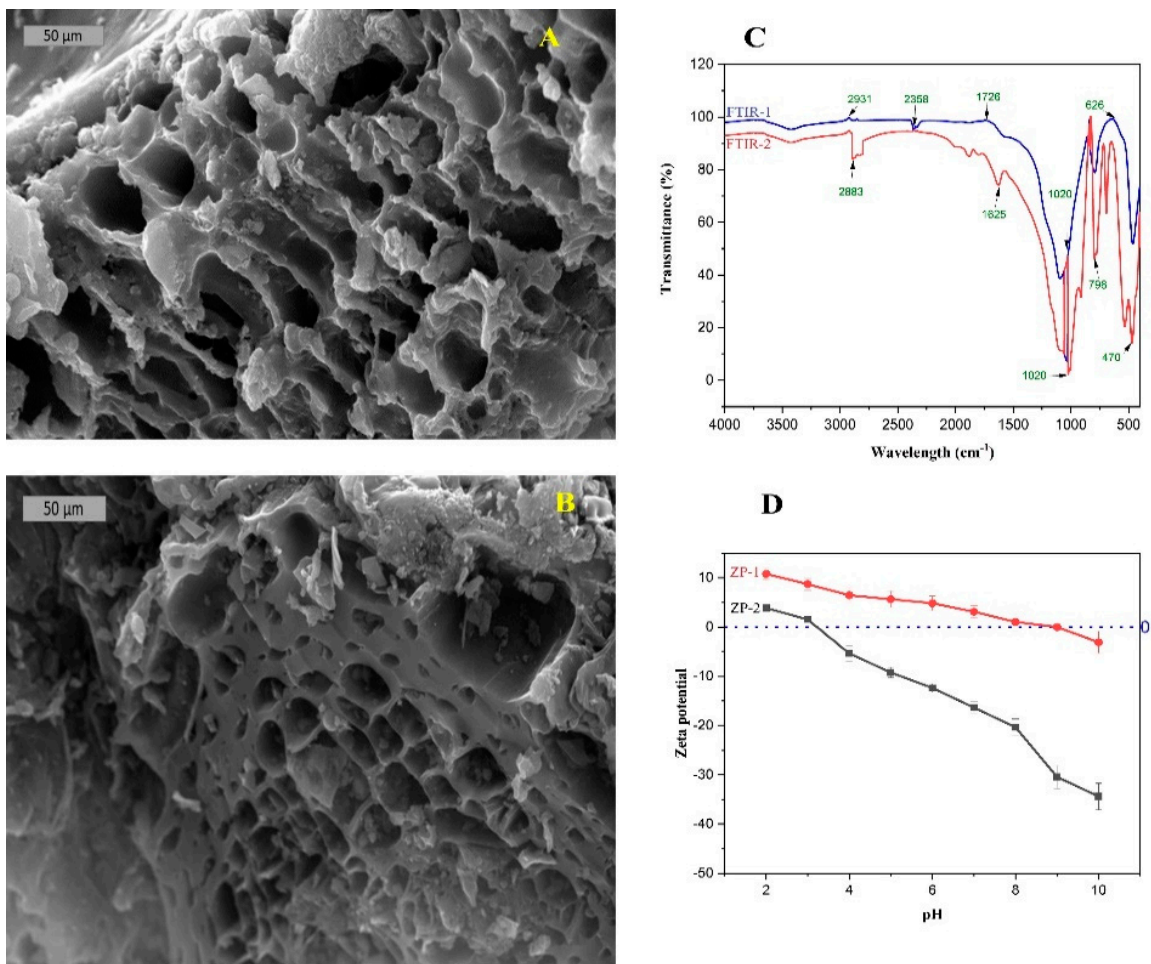 50 µm
A
50 µm
B
C
120
100
80
60
40
20
0
Transmittance (%)
FTIR-1
FTIR-2
2931
2358
1726
626
2883
1625
1020
798
1020
470
4000
3500
3000
2500
2000
1500
1000
500
Wavelength (cm⁻¹)
D
10
0
-10
-20
-30
-40
-50
Zeta potential
ZP-1
ZP-2
0
2
4
6
8
10
pH